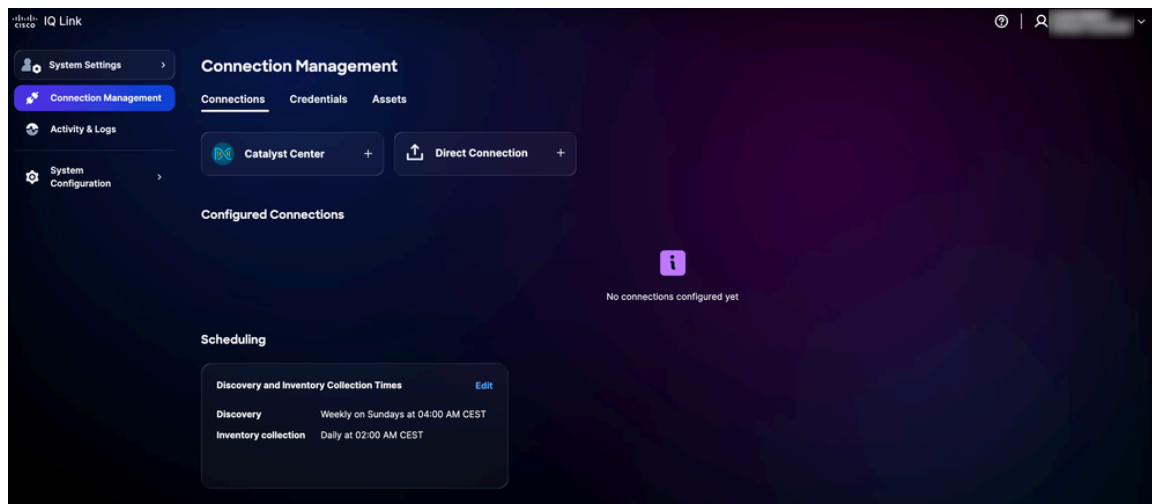 cisco IQ Link
System Settings
Connection Management
Activity & Logs
System
Configuration
Connection Management
Connections Credentials Assets
Catalyst Center + Direct Connection +
Configured Connections
No connections configured yet
Scheduling
Discovery and Inventory Collection Times Edit
Discovery Weekly on Sundays at 04:00 AM CEST
Inventory collection Daily at 02:00 AM CEST